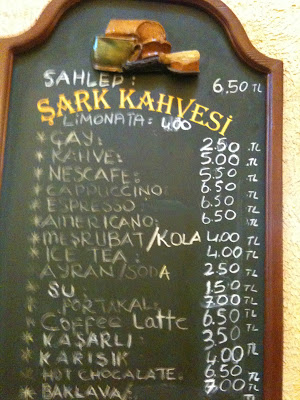 SAHLEP: 6.50 TL
ŞARK KAHVESİ
LİMONATA: 4.00
* ÇAY: 2.50 TL
* KAHVE: 5.00 TL
* NESCAFE: 5.50 TL
* CAPPUCCINO: 6.50 TL
* ESPRESSO: 6.50 TL
* AMERICANO: 6.50 TL
* MEŞRUBAT/KOLA 4.00 TL
* ICE TEA: 4.00 TL
* AYRAN/SODA 2.50 TL
* SU: 1.50 TL
* PORTAKAL: 7.00 TL
* Coffee Latte 6.50 TL
* KAŞARLI 3.50 TL
* KARIŞIK 4.00 TL
* HOT CHOCALATE: 6.50 TL
* BAKLAVA: 7.00 TL